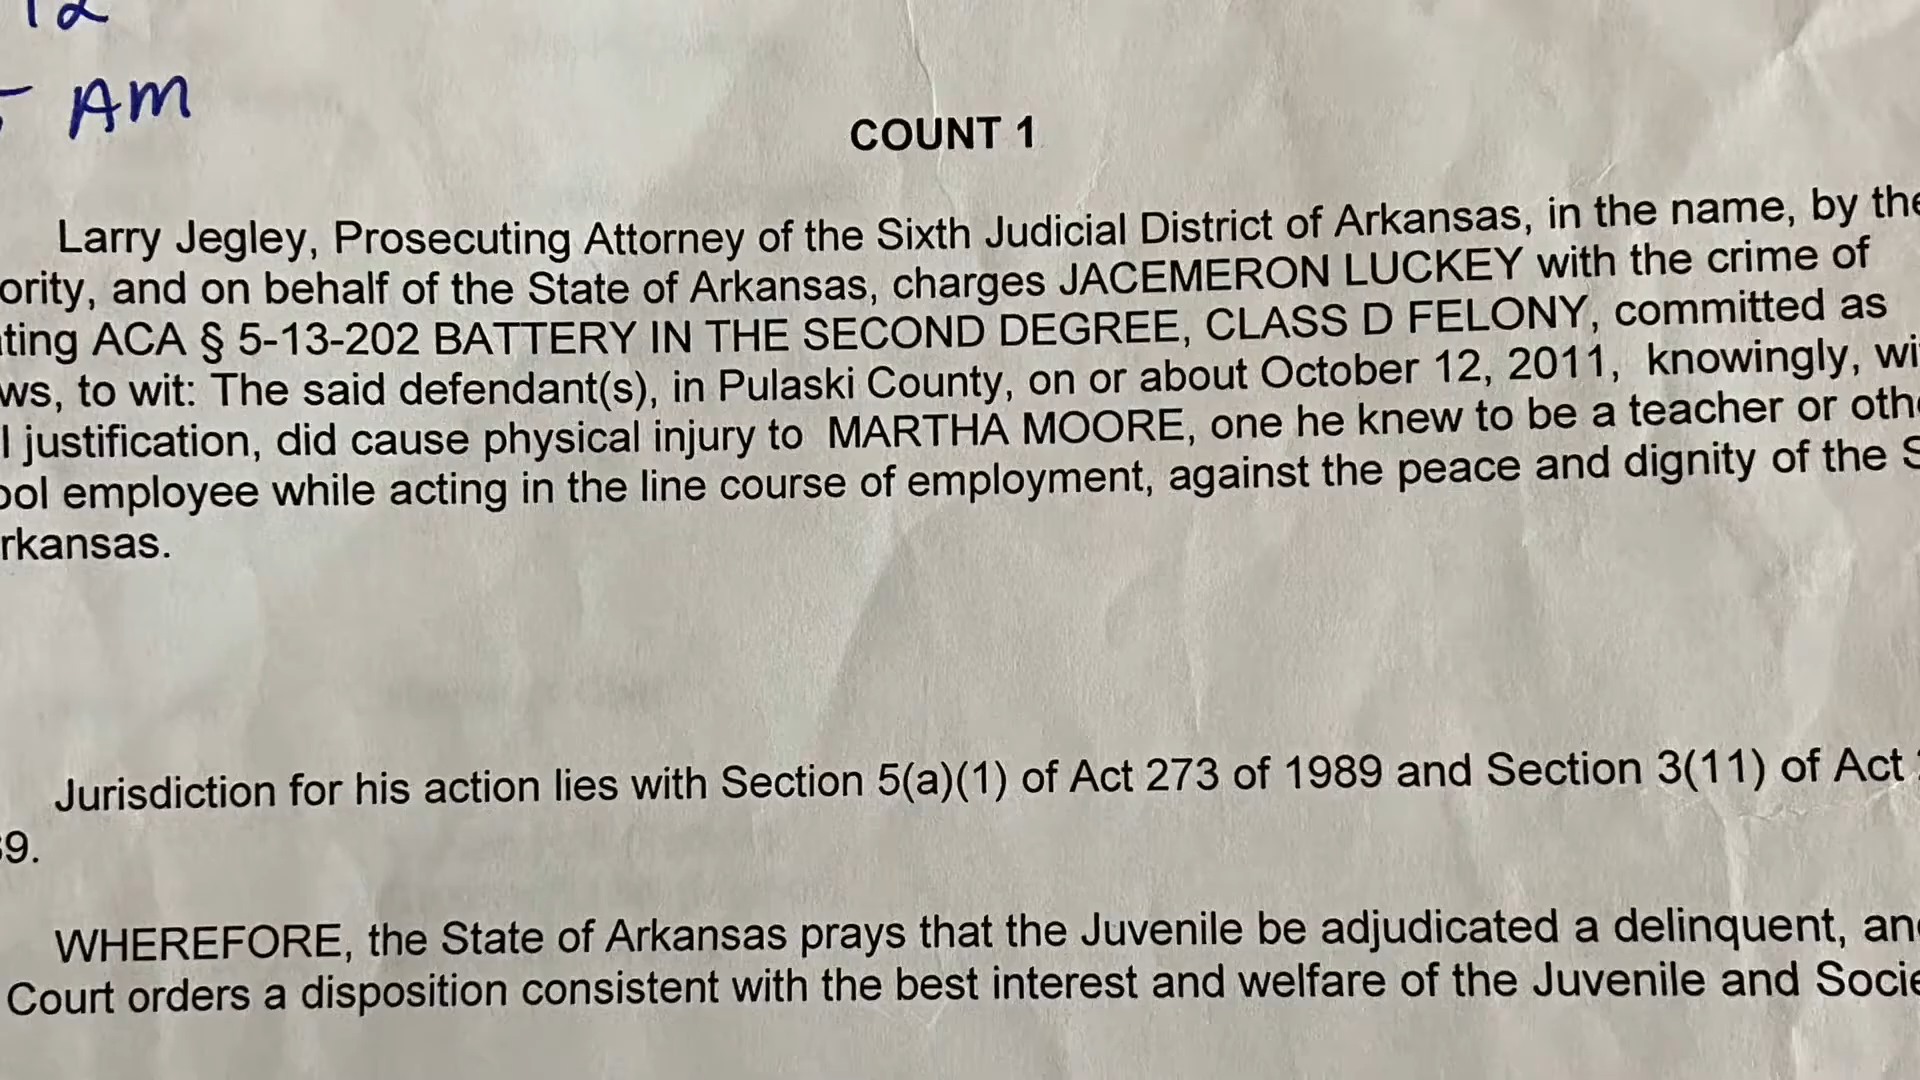 12
AM
COUNT 1
Larry Jegley, Prosecuting Attorney of the Sixth Judicial District of Arkansas, in the name, by the
ority, and on behalf of the State of Arkansas, charges JACEMERON LUCKEY with the crime of
ting ACA § 5-13-202 BATTERY IN THE SECOND DEGREE, CLASS D FELONY, committed as
ws, to wit: The said defendant(s), in Pulaski County, on or about October 12, 2011, knowingly, wi
l justification, did cause physical injury to MARTHA MOORE, one he knew to be a teacher or oth
ool employee while acting in the line course of employment, against the peace and dignity of the S
rkansas.
Jurisdiction for his action lies with Section 5(a)(1) of Act 273 of 1989 and Section 3(11) of Act
9.
WHEREFORE, the State of Arkansas prays that the Juvenile be adjudicated a delinquent, an
Court orders a disposition consistent with the best interest and welfare of the Juvenile and Socie